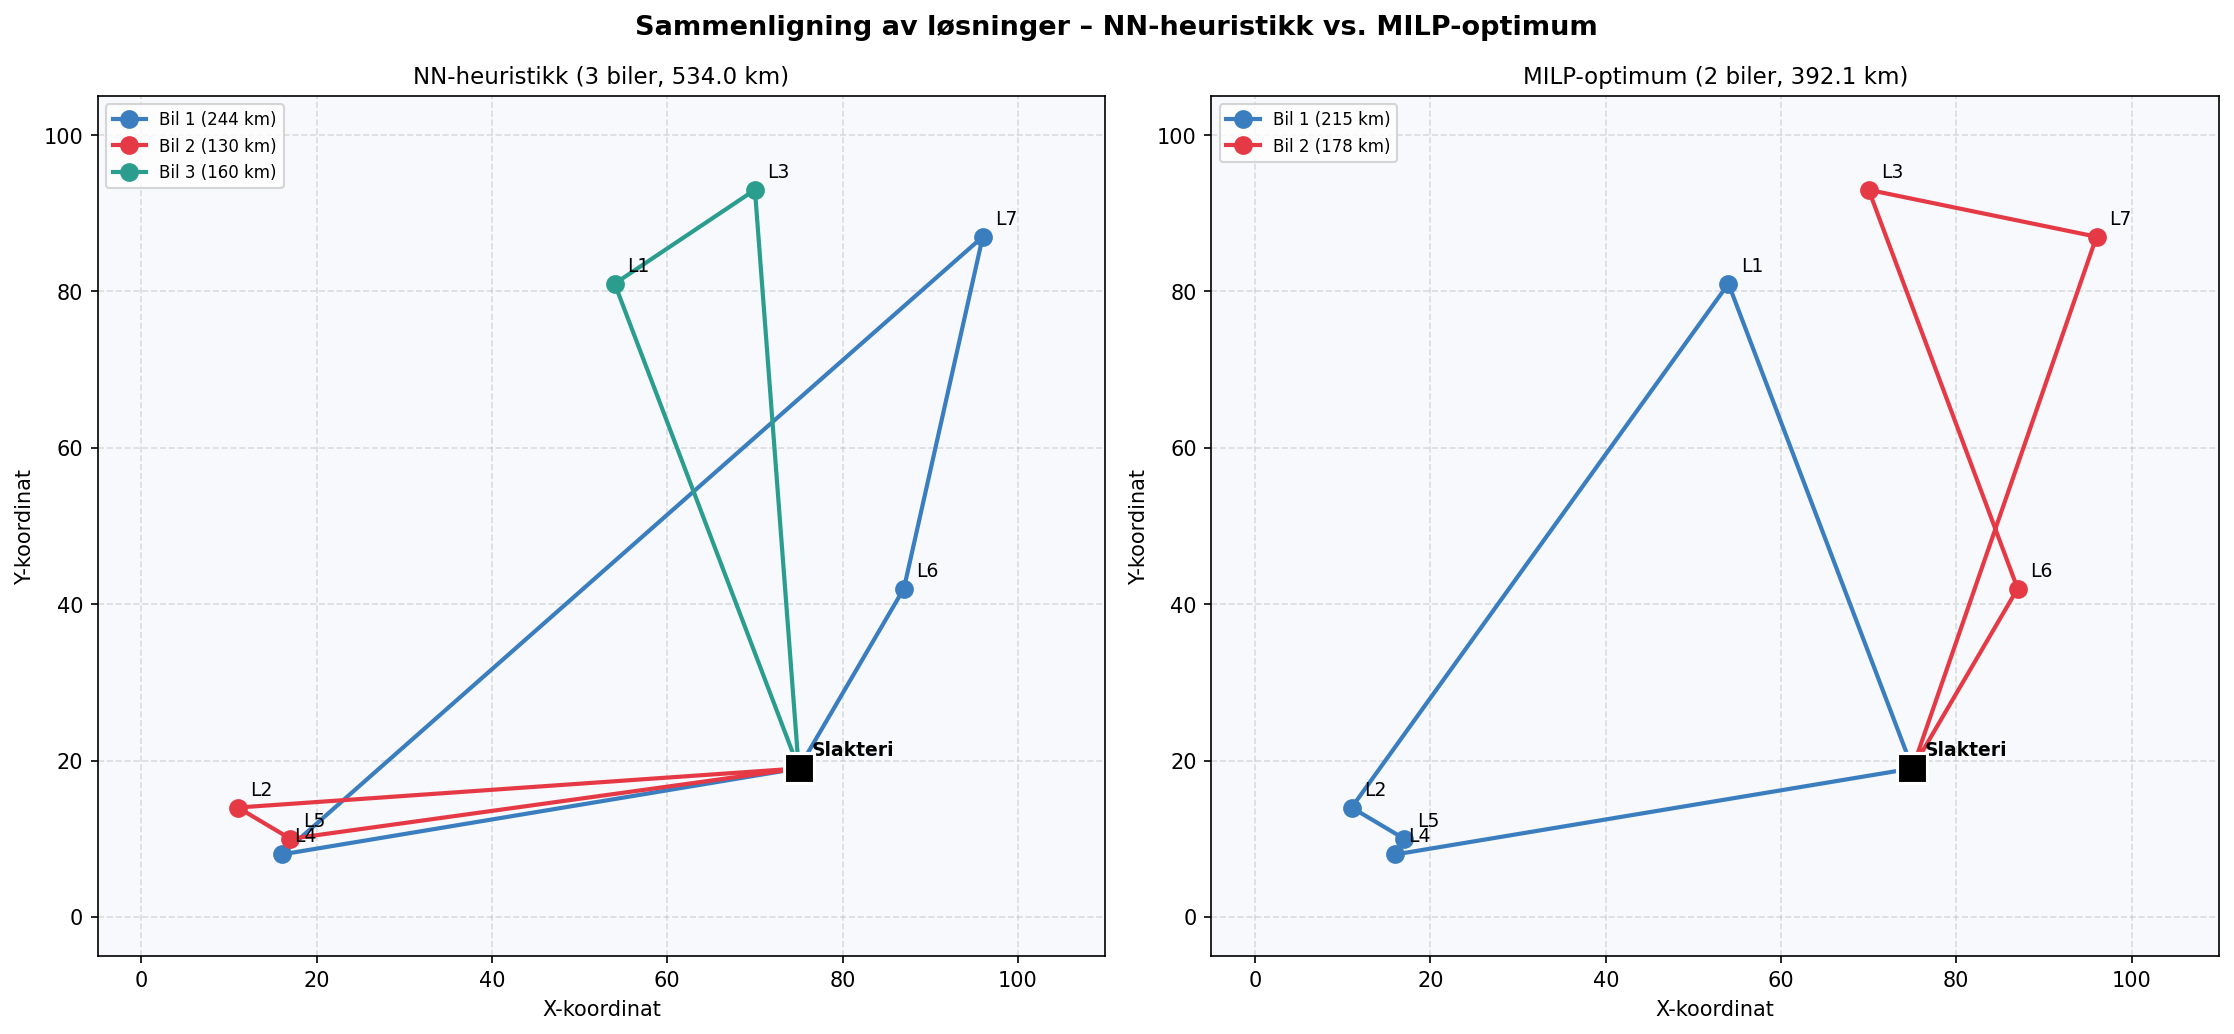 Sammenligning av løsninger – NN-heuristikk vs. MILP-optimum
NN-heuristikk (3 biler, 534.0 km)
Bil 1 (244 km)
Bil 2 (130 km)
Bil 3 (160 km)
100
80
60
40
20
0
Y-koordinat
L3
L7
L1
L6
Slakteri
L2
L5
L4
0
20
40
60
80
100
X-koordinat
MILP-optimum (2 biler, 392.1 km)
Bil 1 (215 km)
Bil 2 (178 km)
100
80
60
40
20
0
Y-koordinat
L3
L7
L1
L6
Slakteri
L2
L5
L4
0
20
40
60
80
100
X-koordinat